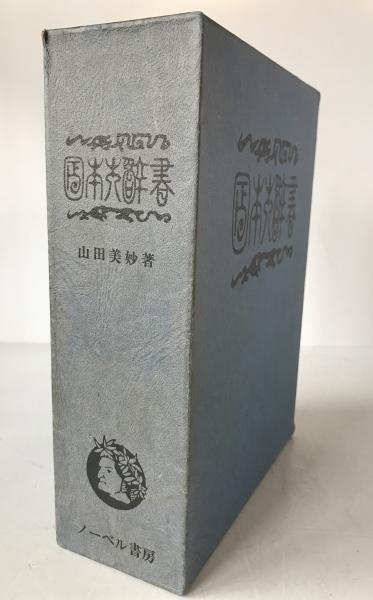 日本大辭書
山田美妙著
ノーベル書房
日本大辭書